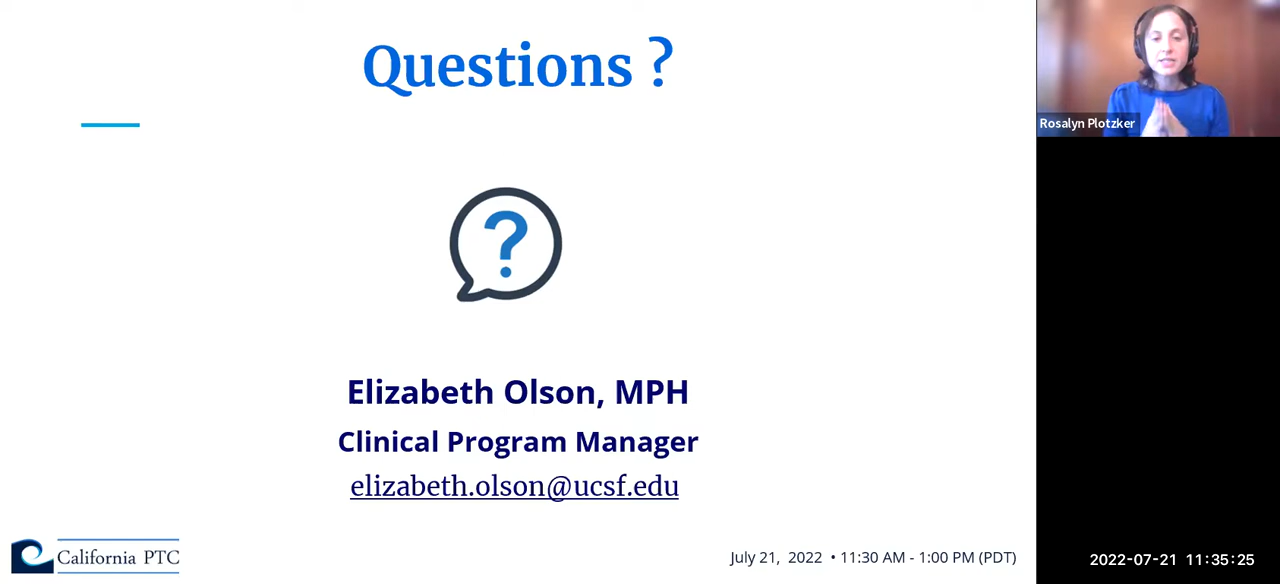 Questions ?
Rosalyn Plotzker
?
Elizabeth Olson, MPH
Clinical Program Manager
elizabeth.olson@ucsf.edu
California PTC
July 21, 2022 • 11:30 AM - 1:00 PM (PDT)
2022-07-21 11:35:25